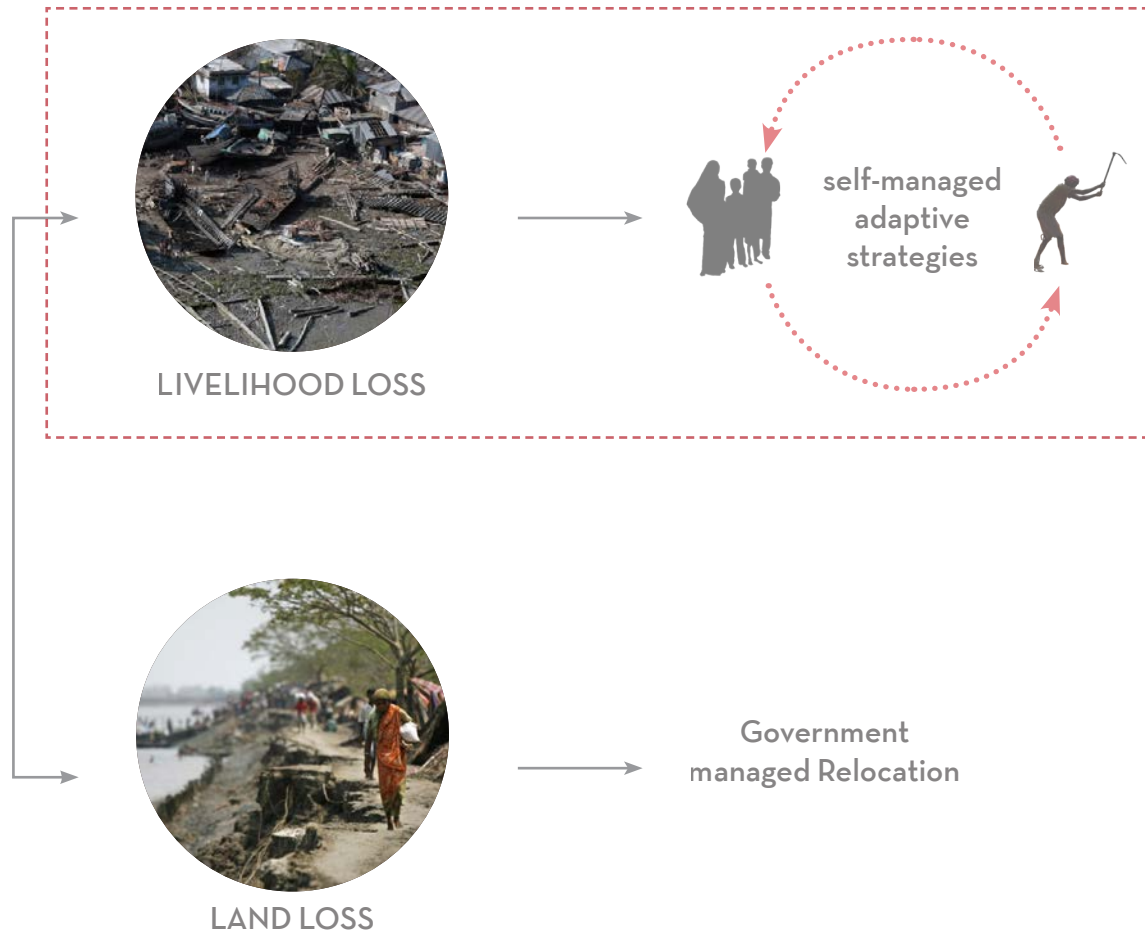 self-managed
adaptive
strategies
LIVELIHOOD LOSS
Government
managed Relocation
LAND LOSS